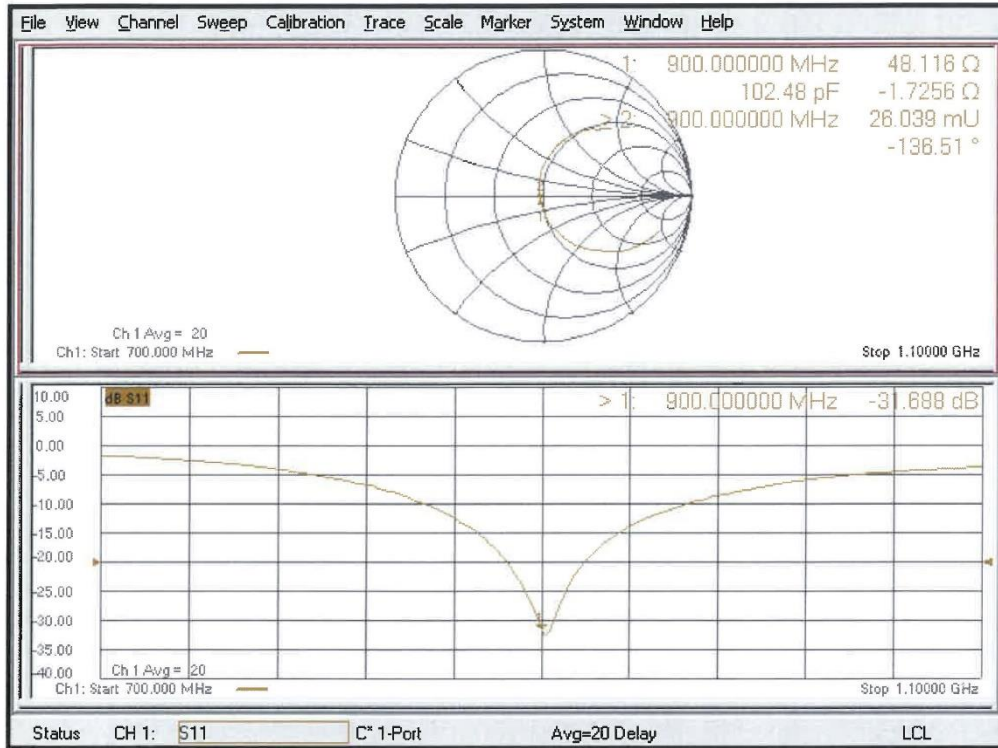 File View Channel Sweep Calibration Trace Scale Marker System Window Help
1: 900.000000 MHz 48.116 Ω
102.48 pF -1.7256 Ω
> 2: 900.000000 MHz 26.039 mU
-136.51 °
Ch 1 Avg = 20
Ch1: Start 700.000 MHz
Stop 1.10000 GHz
10.00
dB S11
> 1: 900.000000 MHz -31.688 dB
5.00
0.00
-5.00
-10.00
-15.00
-20.00
-25.00
-30.00
1
-35.00
-40.00
Ch 1 Avg = 20
Ch1: Start 700.000 MHz
Stop 1.10000 GHz
Status CH 1: S11 C* 1-Port Avg=20 Delay LCL